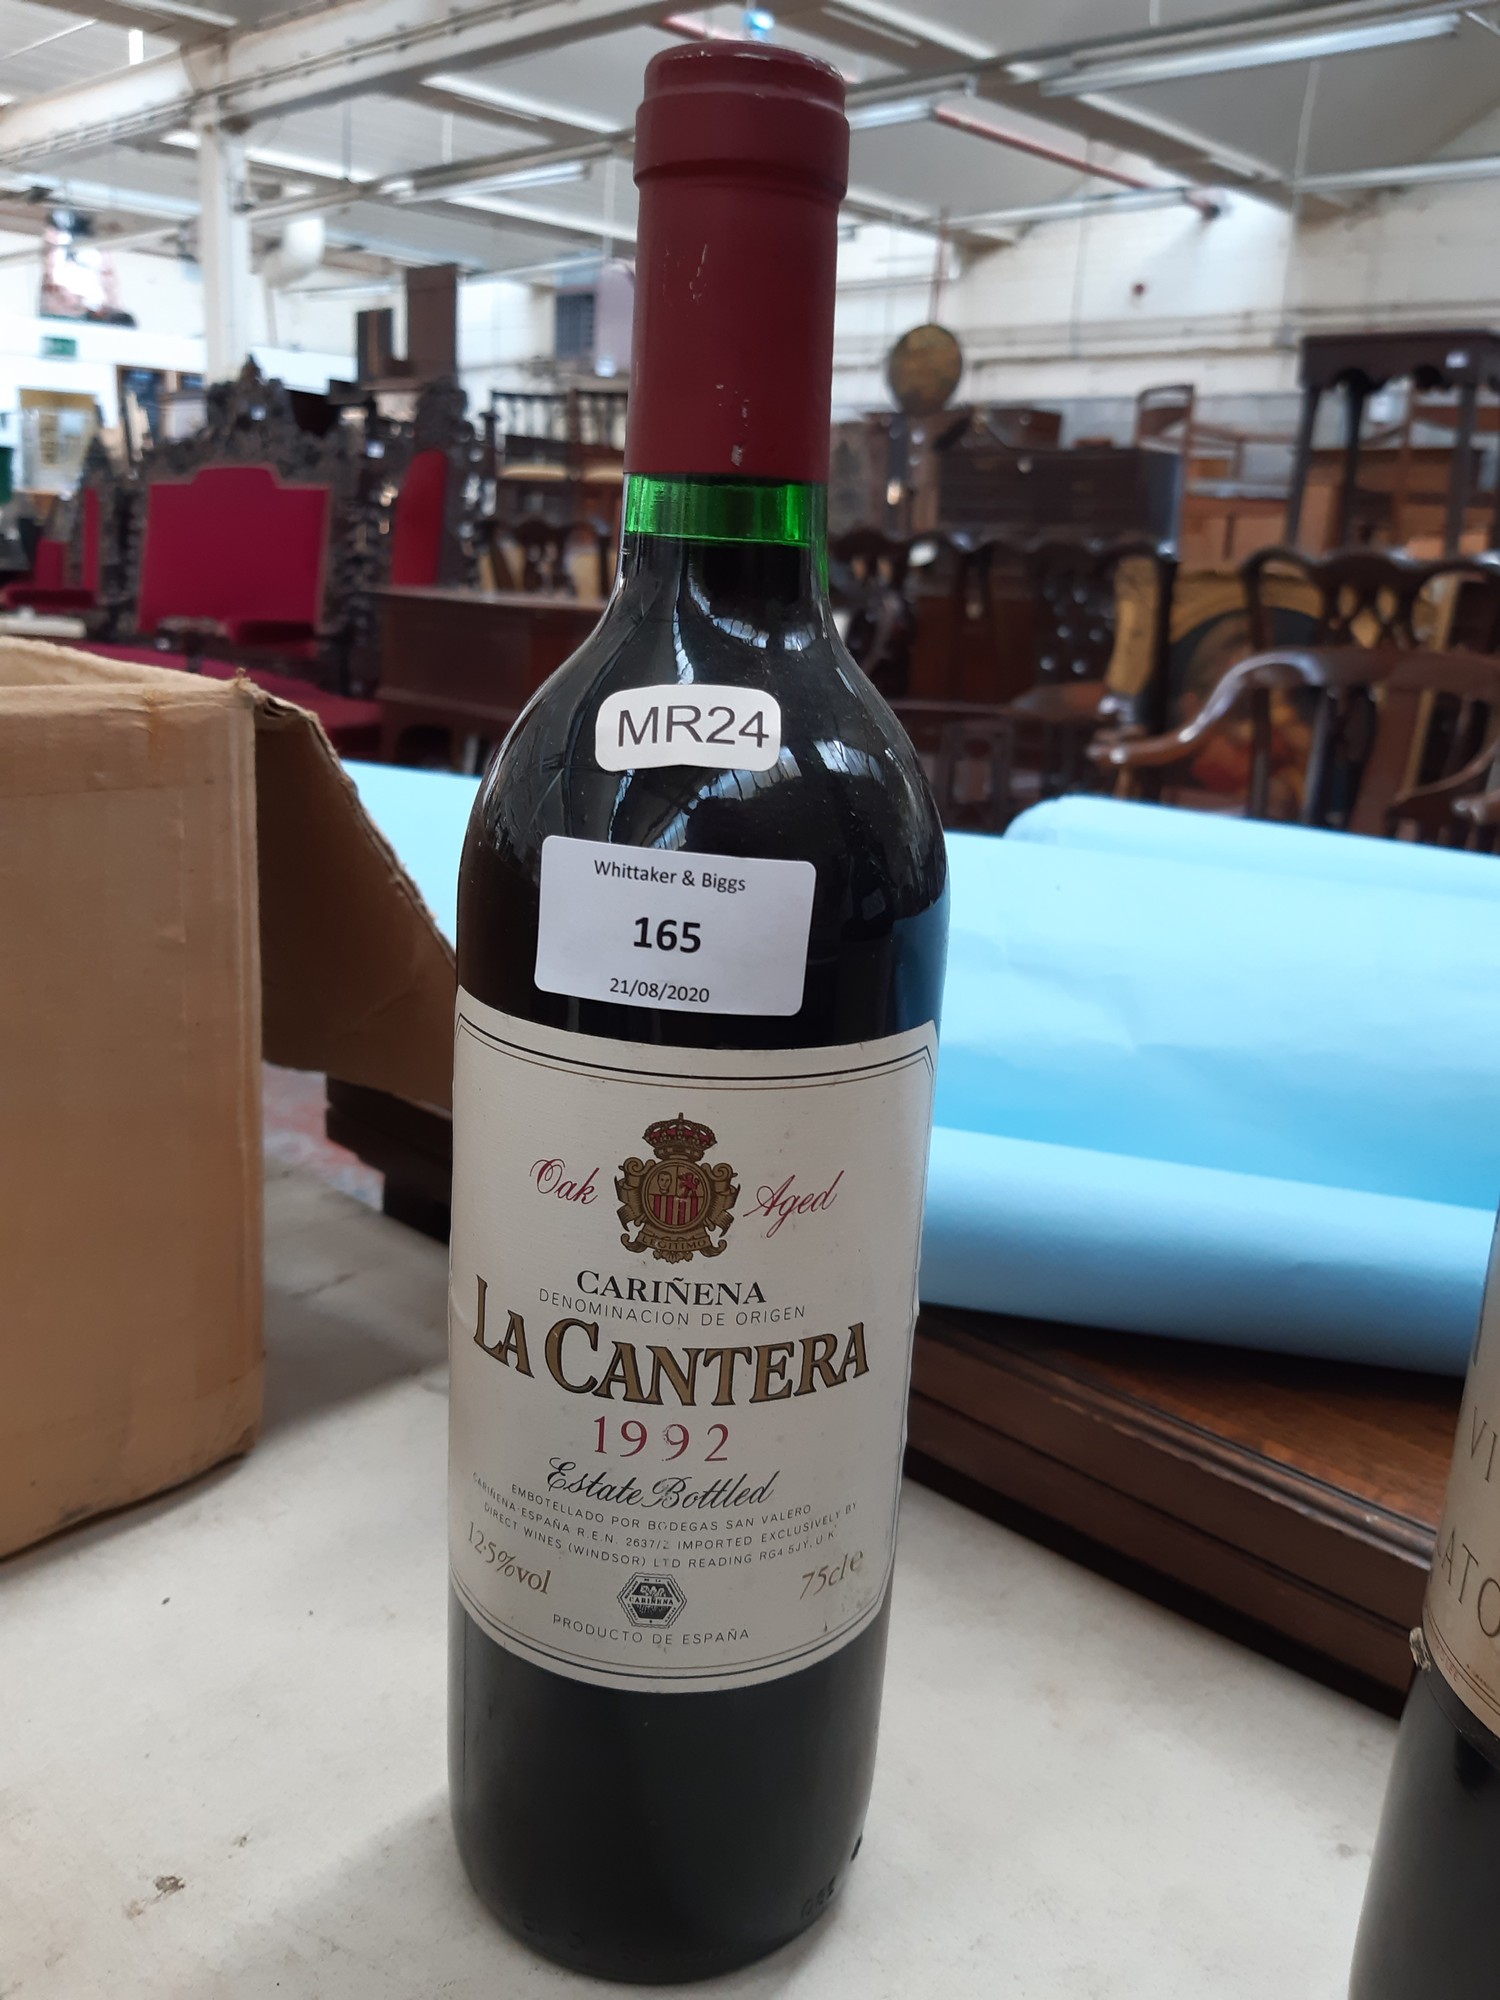 MR24
Whittaker & Biggs
165
21/08/2020
Oak Aged
LEGITIMO
CARIÑENA
DENOMINACION DE ORIGEN
LA CANTERA
1992
Estate Bottled
EMBOTELLADO POR BODEGAS SAN VALERO
CARIÑENA·ESPAÑA R.E.N. 2637/Z IMPORTED EXCLUSIVELY BY
DIRECT WINES (WINDSOR) LTD READING RG4 5JY, U.K.
12·5%vol 75cl e
CARIÑENA
PRODUCTO DE ESPAÑA
VI
ATO